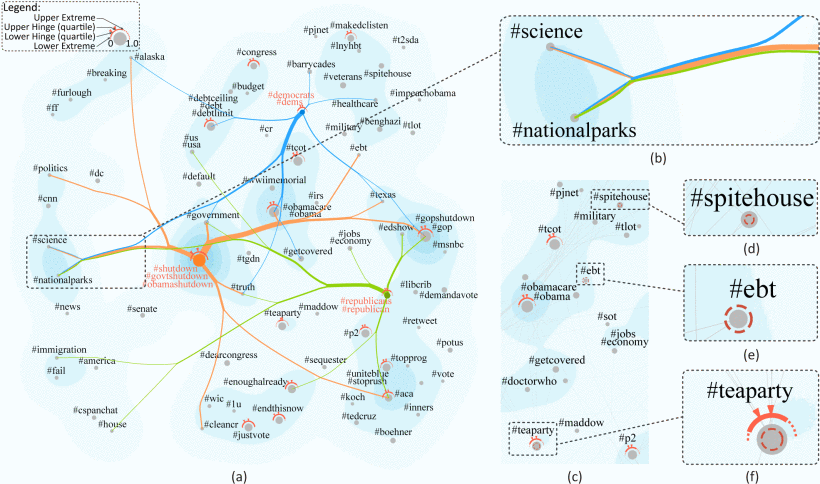 Legend:
Upper Extreme
Upper Hinge (quartile)
Lower Hinge (quartile)
Lower Extreme
0 1.0
#alaska
#breaking
#furlough
#ff
#congress
#budget
#debtceiling
#debt
#debtlimit
#cr
#us
#usa
#default
#pjnet
#makedclisten
#lnyhbt
#t2sda
#barrycades
#veterans
#spitehouse
#democrats
#dems
#healthcare
#impeachobama
#military
#benghazi
#tlot
#tcot
#ebt
#politics
#dc
#cnn
#wwiimemorial
#irs
#texas
#obamacare
#obama
#government
#gopshutdown
#gop
#edshow
#msnbc
#jobs
#economy
#getcovered
#science
#nationalparks
#tgdn
#shutdown
#govtshutdown
#obamashutdown
#truth
#republicans
#republican
#libcrib
#demandavote
#news
#senate
#teaparty
#maddow
#p2
#retweet
#potus
#immigration
#america
#fail
#dearcongress
#sequester
#topprog
#uniteblue
#stoprush
#vote
#enoughalready
#aca
#wic
#1u
#endthisnow
#koch
#inners
#tedcruz
#boehner
#cspanchat
#house
#cleancr
#justvote
(a)
#science
#nationalparks
(b)
#pjnet
#spitehouse
#military
#tlot
#tcot
#ebt
#obamacare
#obama
#sot
#jobs
#economy
#getcovered
#doctorwho
#teaparty
#maddow
#p2
(c)
#spitehouse
(d)
#ebt
(e)
#teaparty
(f)